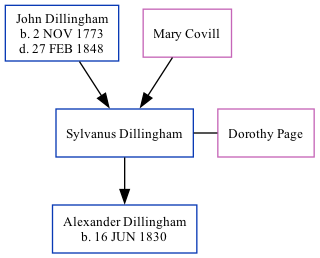 John Dillingham
b. 2 NOV 1773
d. 27 FEB 1848
Mary Covill
Sylvanus Dillingham
Dorothy Page
Alexander Dillingham
b. 16 JUN 1830